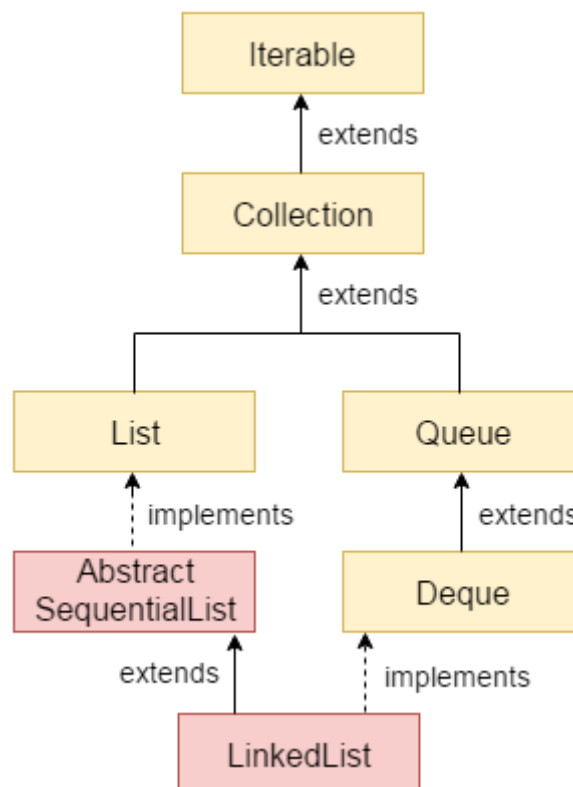 Iterable
extends
Collection
extends
List
Queue
implements
extends
Abstract
SequentialList
Deque
extends
implements
LinkedList